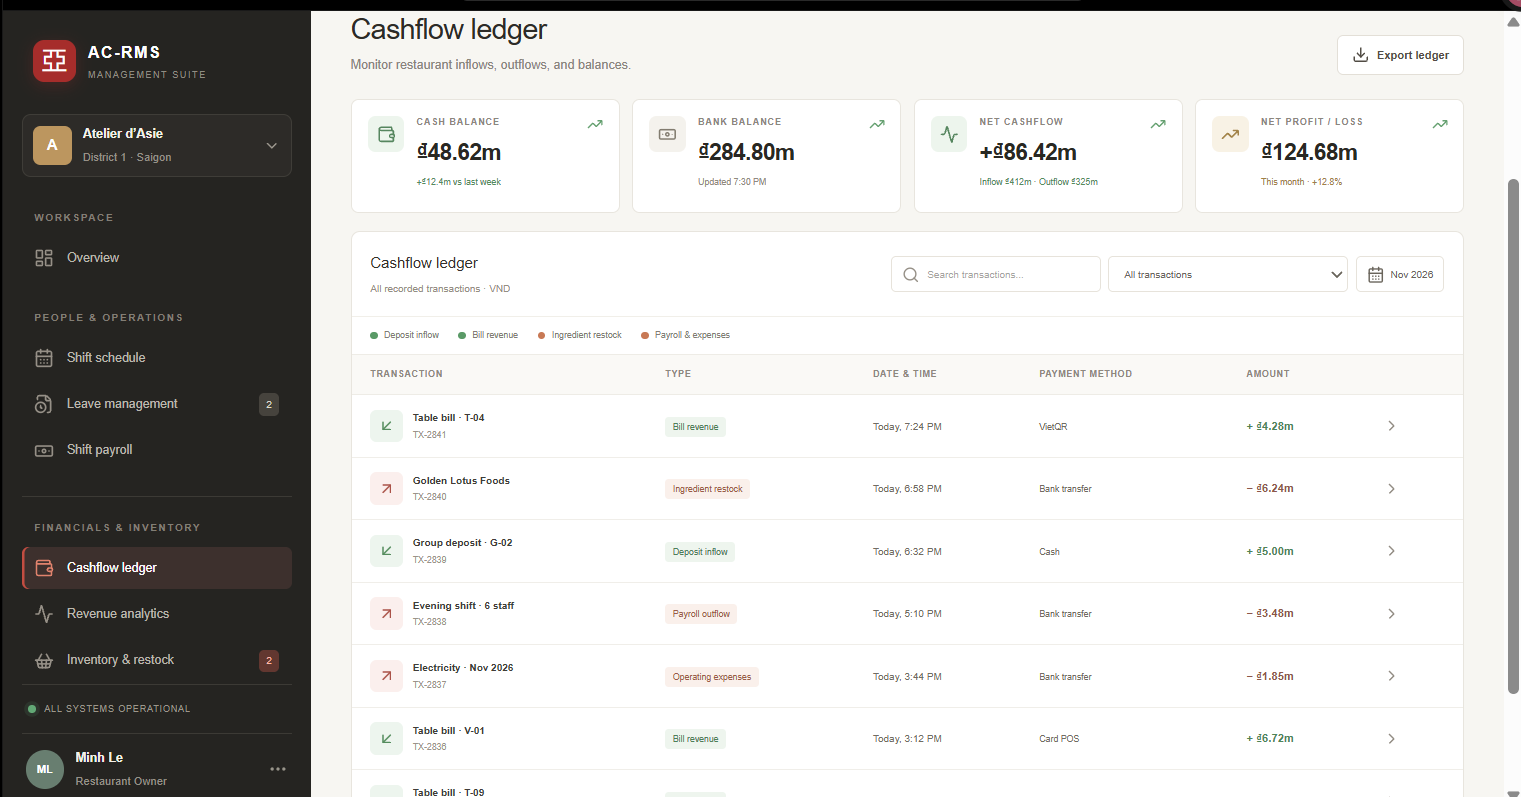 AC-RMS
MANAGEMENT SUITE
A
Atelier d'Asie
District 1 · Saigon
WORKSPACE
Overview
PEOPLE & OPERATIONS
Shift schedule
Leave management 2
Shift payroll
FINANCIALS & INVENTORY
Cashflow ledger
Revenue analytics
Inventory & restock 2
ALL SYSTEMS OPERATIONAL
ML
Minh Le
Restaurant Owner
Cashflow ledger
Monitor restaurant inflows, outflows, and balances.
Export ledger
CASH BALANCE
₫48.62m
+₫12.4m vs last week
BANK BALANCE
₫284.80m
Updated 7:30 PM
NET CASHFLOW
+₫86.42m
Inflow ₫412m · Outflow ₫325m
NET PROFIT / LOSS
₫124.68m
This month · +12.8%
Cashflow ledger
All recorded transactions · VND
Search transactions...
All transactions
Nov 2026
Deposit inflow Bill revenue Ingredient restock Payroll & expenses
TRANSACTION TYPE DATE & TIME PAYMENT METHOD AMOUNT
Table bill · T-04
TX-2841
Bill revenue Today, 7:24 PM VietQR + ₫4.28m
Golden Lotus Foods
TX-2840
Ingredient restock Today, 6:58 PM Bank transfer − ₫6.24m
Group deposit · G-02
TX-2839
Deposit inflow Today, 6:32 PM Cash + ₫5.00m
Evening shift · 6 staff
TX-2838
Payroll outflow Today, 5:10 PM Bank transfer − ₫3.48m
Electricity · Nov 2026
TX-2837
Operating expenses Today, 3:44 PM Bank transfer − ₫1.85m
Table bill · V-01
TX-2836
Bill revenue Today, 3:12 PM Card POS + ₫6.72m
Table bill · T-09